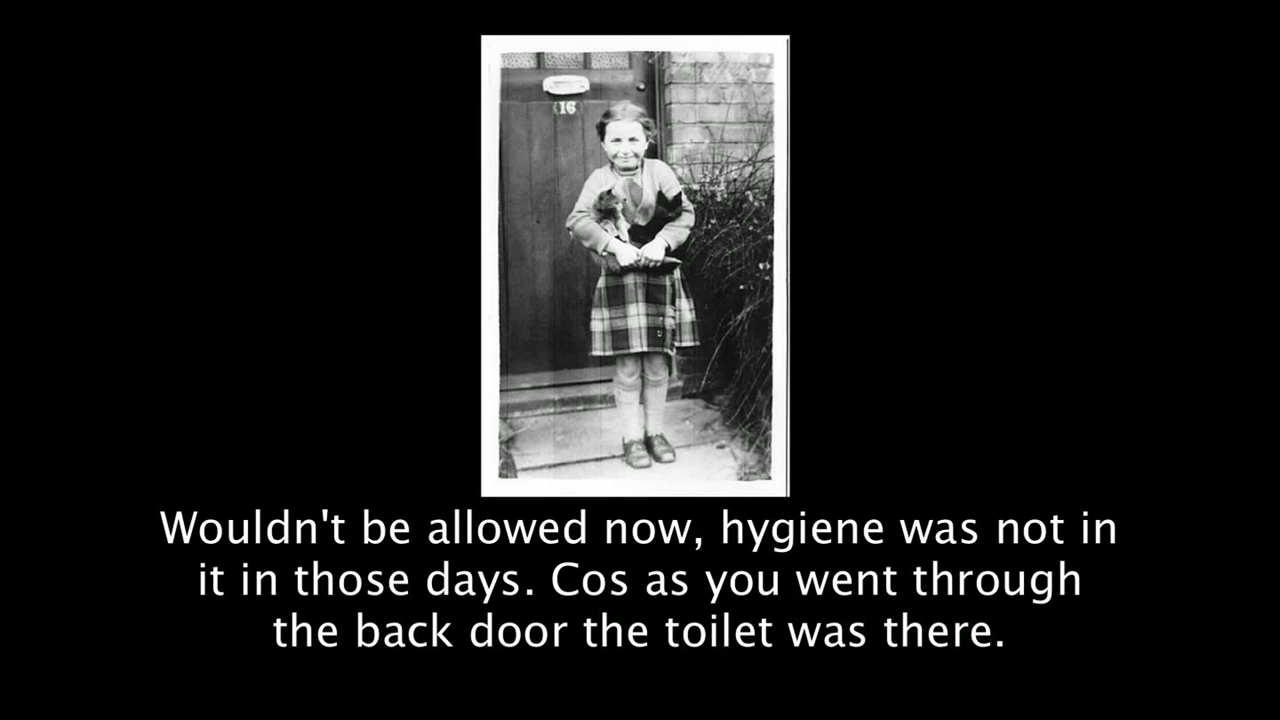 16
Wouldn't be allowed now, hygiene was not in
it in those days. Cos as you went through
the back door the toilet was there.